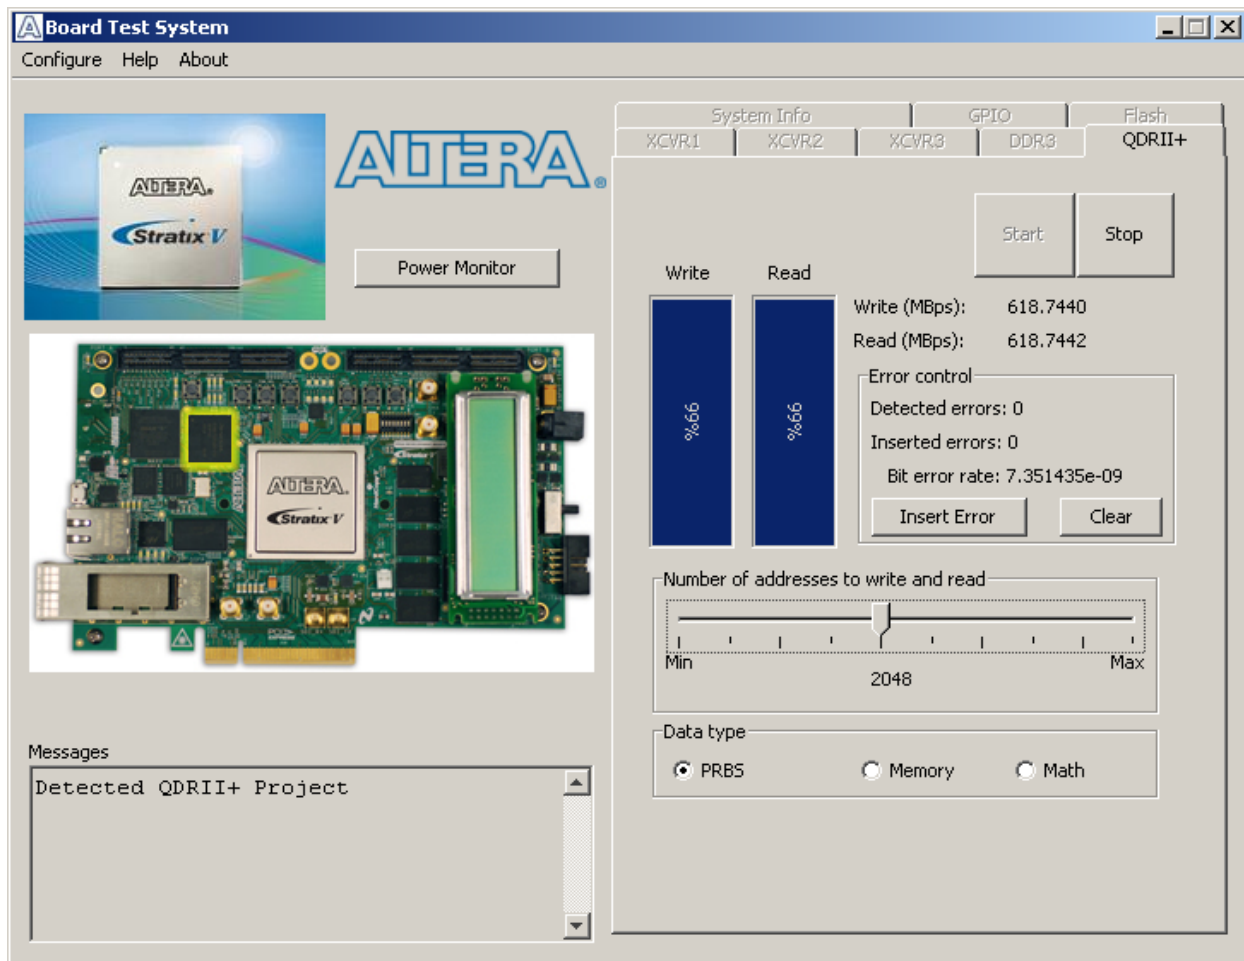 Board Test System
Configure Help About
ALTERA®
Stratix V
ALTERA®
Power Monitor
ALTERA®
Stratix V
Messages
Detected QDRII+ Project
System Info GPIO Flash
XCVR1 XCVR2 XCVR3 DDR3 QDRII+
Start Stop
Write Read
99% 99%
Write (MBps): 618.7440
Read (MBps): 618.7442
Error control
Detected errors: 0
Inserted errors: 0
Bit error rate: 7.351435e-09
Insert Error Clear
Number of addresses to write and read
Min Max
2048
Data type
PRBS Memory Math